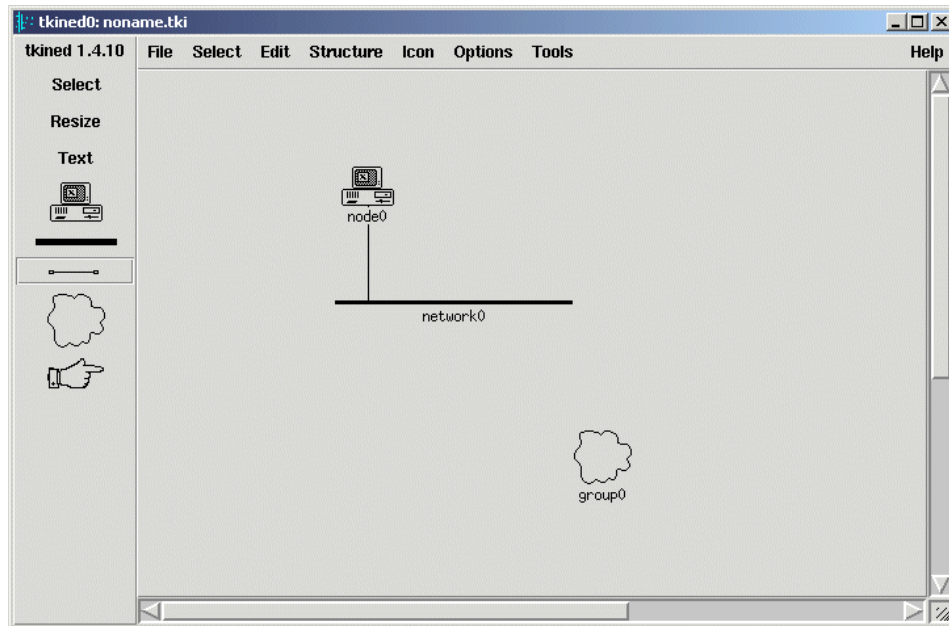 tkined0: noname.tki
tkined 1.4.10
File Select Edit Structure Icon Options Tools Help
Select
Resize
Text
node0
network0
group0